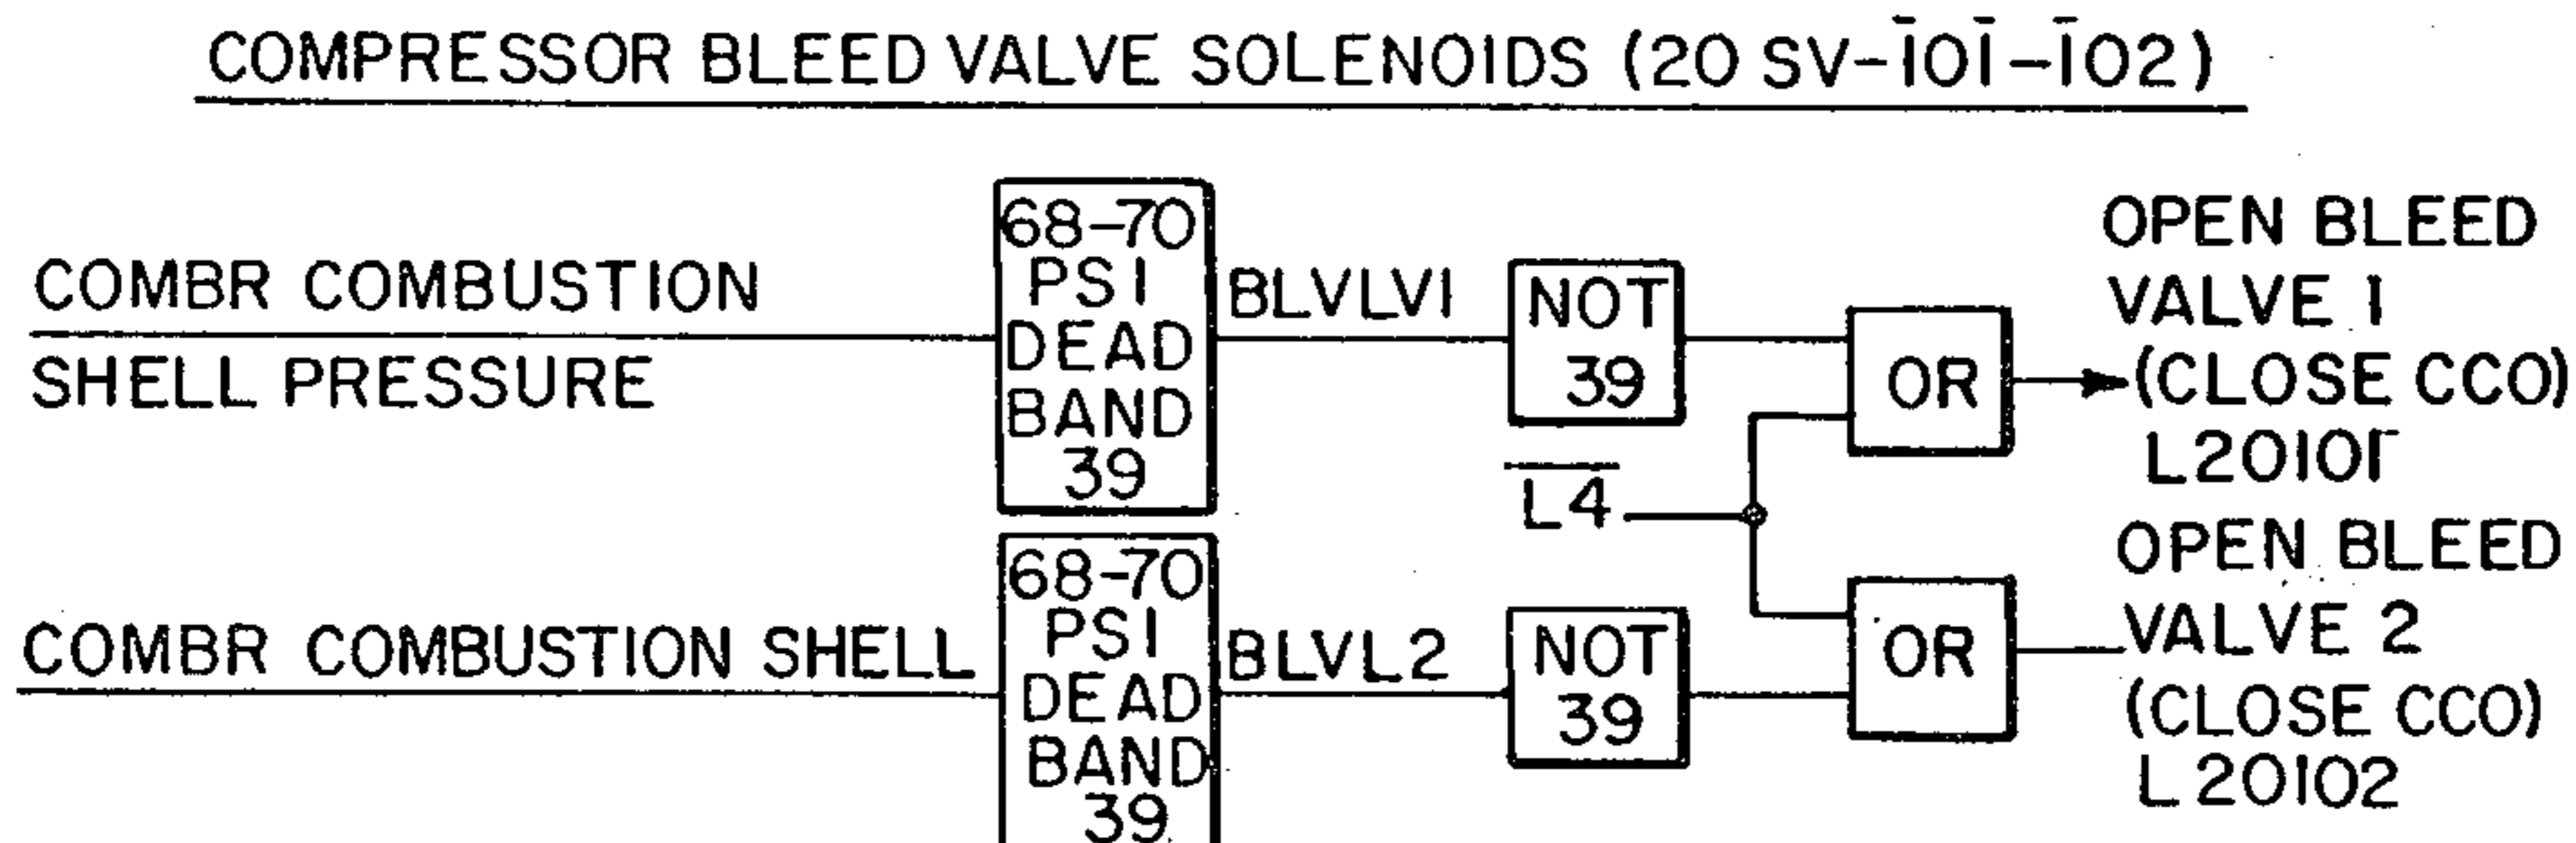 COMPRESSOR BLEED VALVE SOLENOIDS (20 SV-101-102)
COMBR COMBUSTION
SHELL PRESSURE
68-70
PSI
DEAD
BAND
39
BLVLV1
NOT
39
OR
OPEN BLEED
VALVE 1
(CLOSE CCO)
L20101
L4
COMBR COMBUSTION SHELL
68-70
PSI
DEAD
BAND
39
BLVL2
NOT
39
OR
OPEN BLEED
VALVE 2
(CLOSE CCO)
L20102